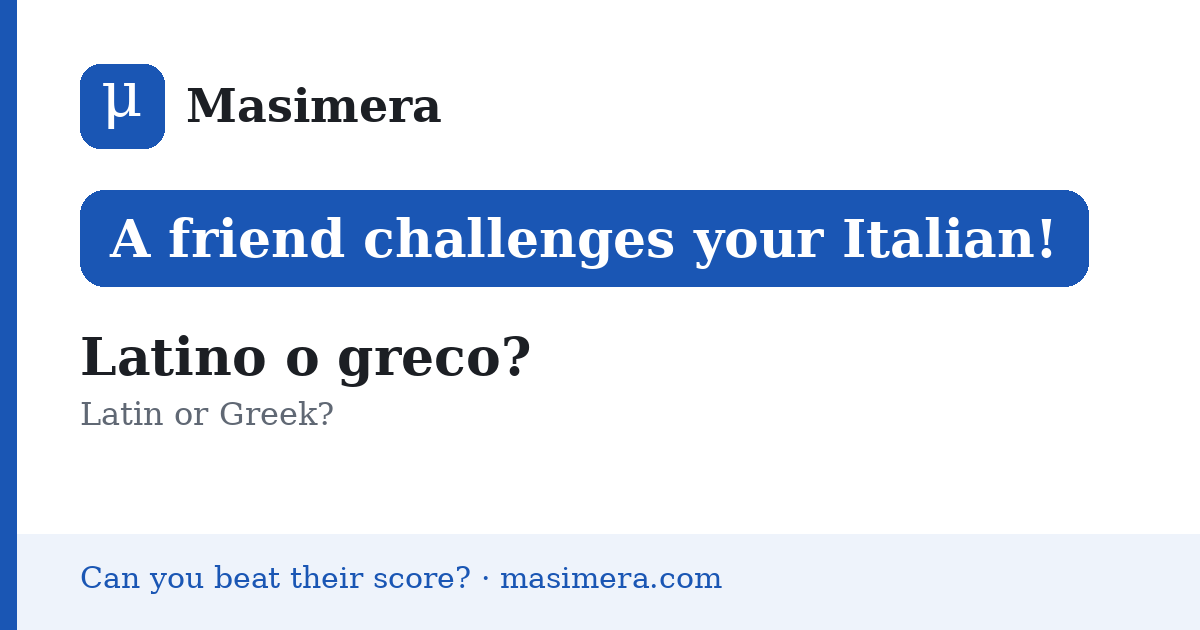 μ Masimera
A friend challenges your Italian!
Latino o greco?
Latin or Greek?
Can you beat their score? · masimera.com